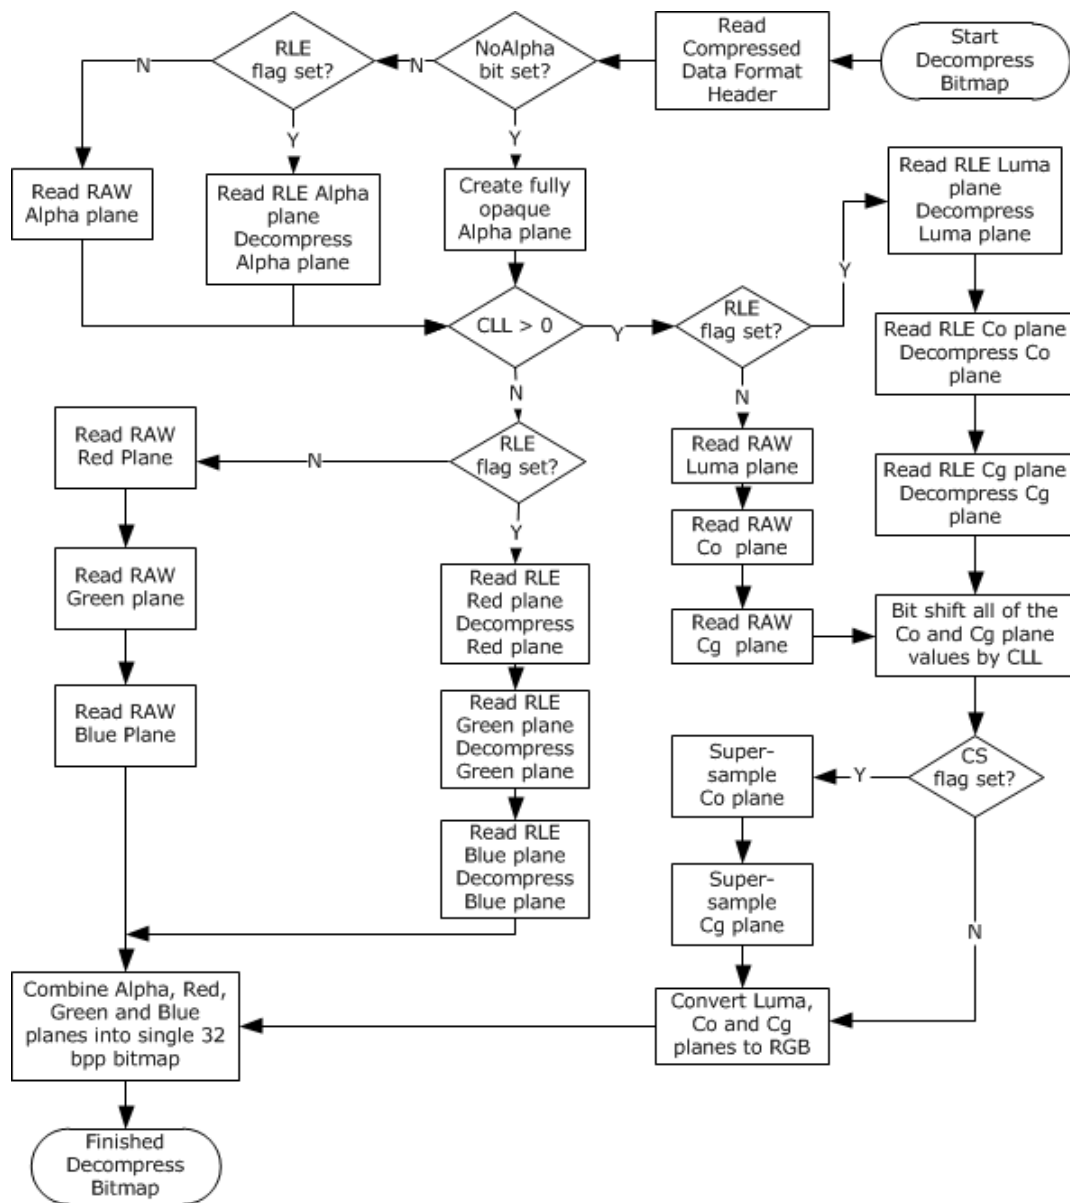 Start
Decompress
Bitmap
Read
Compressed
Data Format
Header
NoAlpha
bit set?
N
RLE
flag set?
N
Y
Y
Read RAW
Alpha plane
Read RLE Alpha
plane
Decompress
Alpha plane
Create fully
opaque
Alpha plane
CLL > 0
Y
RLE
flag set?
Y
Read RLE Luma
plane
Decompress
Luma plane
Read RLE Co plane
Decompress Co
plane
Read RLE Cg plane
Decompress Cg
plane
N
Read RAW
Luma plane
Read RAW
Co plane
Read RAW
Cg plane
Bit shift all of the
Co and Cg plane
values by CLL
CS
flag set?
Y
Super-
sample
Co plane
Super-
sample
Cg plane
N
Convert Luma,
Co and Cg
planes to RGB
N
RLE
flag set?
N
Read RAW
Red Plane
Read RAW
Green plane
Read RAW
Blue Plane
Y
Read RLE
Red plane
Decompress
Red plane
Read RLE
Green plane
Decompress
Green plane
Read RLE
Blue plane
Decompress
Blue plane
Combine Alpha, Red,
Green and Blue
planes into single 32
bpp bitmap
Finished
Decompress
Bitmap